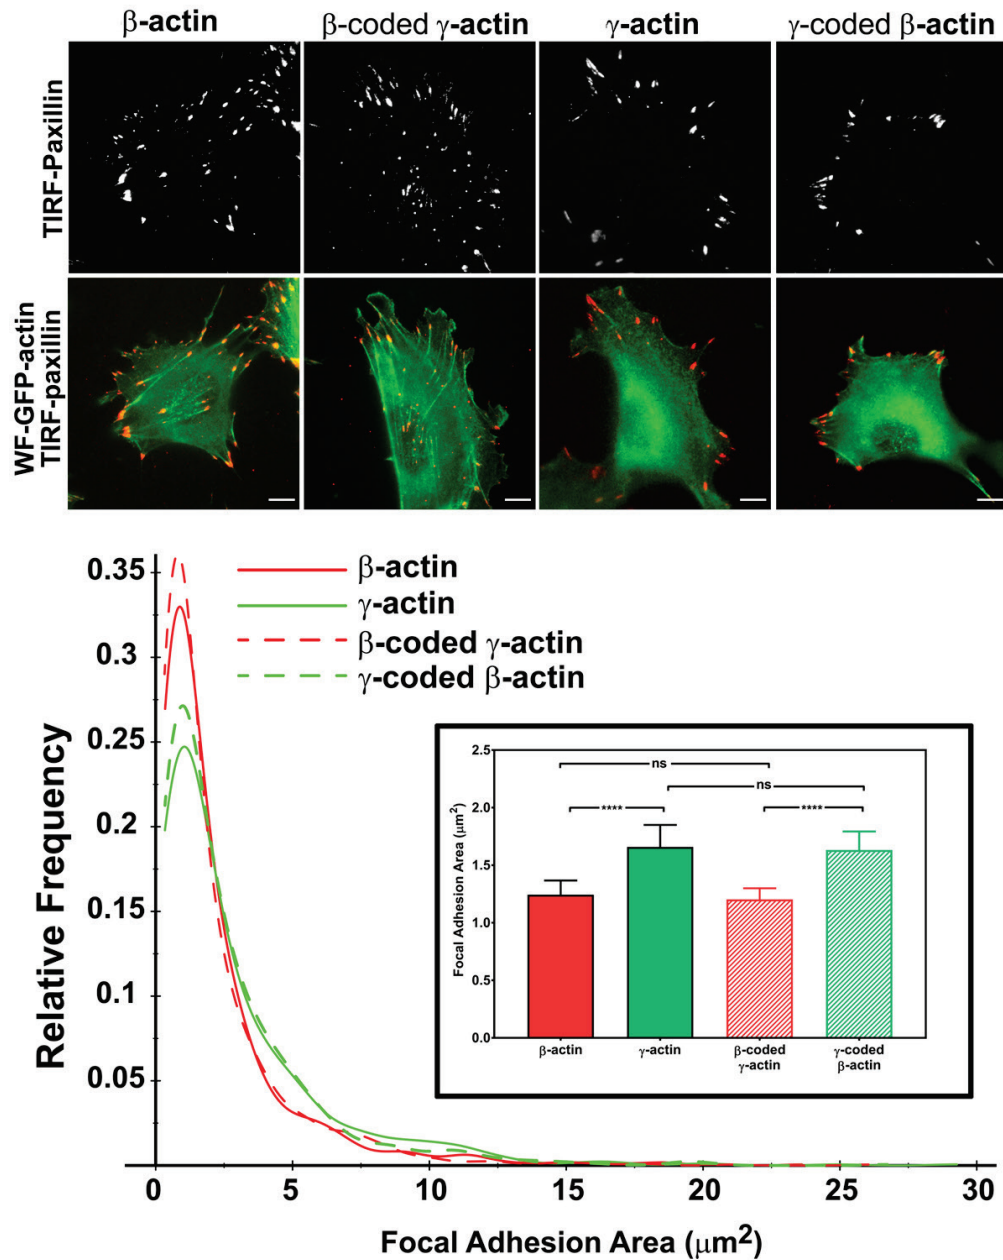 β-actin
β-coded γ-actin
γ-actin
γ-coded β-actin
TIRF-Paxillin
WF-GFP-actin
TIRF-paxillin
0.35
0.3
0.25
0.2
0.15
0.1
0.05
Relative Frequency
β-actin
γ-actin
β-coded γ-actin
γ-coded β-actin
2.5
2.0
1.5
1.0
0.5
0.0
Focal Adhesion Area (μm²)
ns
ns
****
****
β-actin
γ-actin
β-coded
γ-actin
γ-coded
β-actin
0
5
10
15
20
25
30
Focal Adhesion Area (μm²)